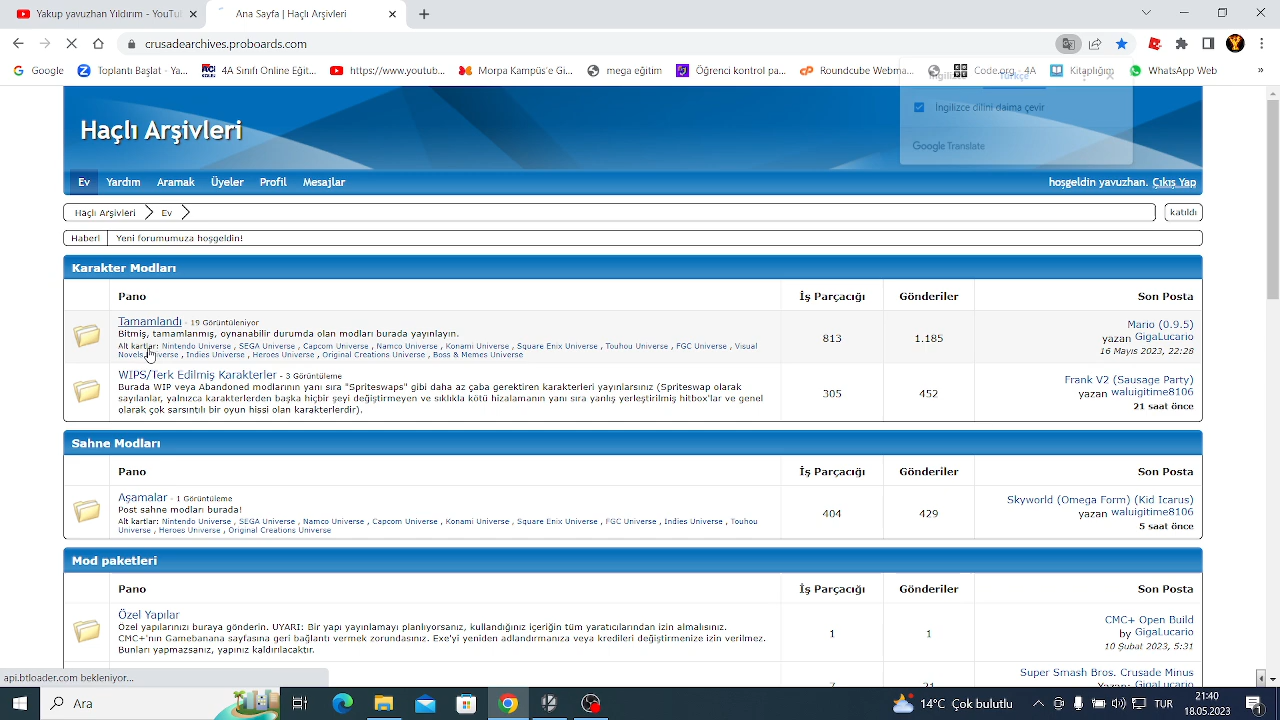 Yakup yavuzhan Yıldırım - YouTu
Ana Sayfa | Haçlı Arşivleri
crusadearchives.proboards.com
Google
Toplantı Başlat - Ya...
4A Sınıfı Online Eğit...
https://www.youtub...
Morpa Kampüs'e Gi...
mega eğitim
Öğrenci kontrol pa...
Roundcube Webma...
Code.org - 4A
Kitaplığım
WhatsApp Web
»
İngilizce
Türkçe
İngilizce dilini daima çevir
Google Translate
Haçlı Arşivleri
Ev
Yardım
Aramak
Üyeler
Profil
Mesajlar
hoşgeldin yavuzhan. Çıkış Yap
Haçlı Arşivleri
Ev
katıldı
Haberl
Yeni forumumuza hoşgeldin!
Karakter Modları
Pano
İş Parçacığı
Gönderiler
Son Posta
Tamamlandı - 19 Görüntüleniyor
Bitmiş, tamamlanmış, oynanabilir durumda olan modları burada yayınlayın.
Alt kartlar: Nintendo Universe , SEGA Universe , Capcom Universe , Namco Universe , Konami Universe , Square Enix Universe , Touhou Universe , FGC Universe , Visual
Novels Universe , Indies Universe , Heroes Universe , Original Creations Universe , Boss & Memes Universe
813
1.185
Mario (0.9.5)
yazan GigaLucario
16 Mayıs 2023, 22:28
WIPS/Terk Edilmiş Karakterler - 3 Görüntüleme
Burada WIP veya Abandoned modlarının yanı sıra "Spriteswaps" gibi daha az çaba gerektiren karakterleri yayınlarsınız (Spriteswap olarak
sayılanlar, yalnızca karakterlerden başka hiçbir şeyi değiştirmeyen ve sıklıkla kötü hizalamanın yanı sıra yanlış yerleştirilmiş hitbox'lar ve genel
olarak çok sarsıntılı bir oyun hissi olan karakterlerdir).
305
452
Frank V2 (Sausage Party)
yazan waluigitime8106
21 saat önce
Sahne Modları
Pano
İş Parçacığı
Gönderiler
Son Posta
Aşamalar - 1 Görüntüleme
Post sahne modları burada!
Alt kartlar: Nintendo Universe , SEGA Universe , Namco Universe , Capcom Universe , Konami Universe , Square Enix Universe , FGC Universe , Indies Universe , Touhou
Universe , Heroes Universe , Original Creations Universe
404
429
Skyworld (Omega Form) (Kid Icarus)
yazan waluigitime8106
5 saat önce
Mod paketleri
Pano
İş Parçacığı
Gönderiler
Son Posta
Özel Yapılar
Özel yapılarınızı buraya gönderin. UYARI: Bir yapı yayınlamayı planlıyorsanız, kullandığınız içeriğin tüm yaratıcılarından izin almalısınız.
CMC+'nın Gamebanana sayfasına geri bağlantı vermek zorundasınız. Exe'yi yeniden adlandırmanıza veya kredileri değiştirmenize izin verilmez.
Bunları yapmazsanız, yapınız kaldırılacaktır.
1
1
CMC+ Open Build
by GigaLucario
10 Şubat 2023, 5:31
Super Smash Bros. Crusade Minus
api.btloader.com bekleniyor...
Ara
14°C Çok bulutlu
TUR
21:40
18.05.2023